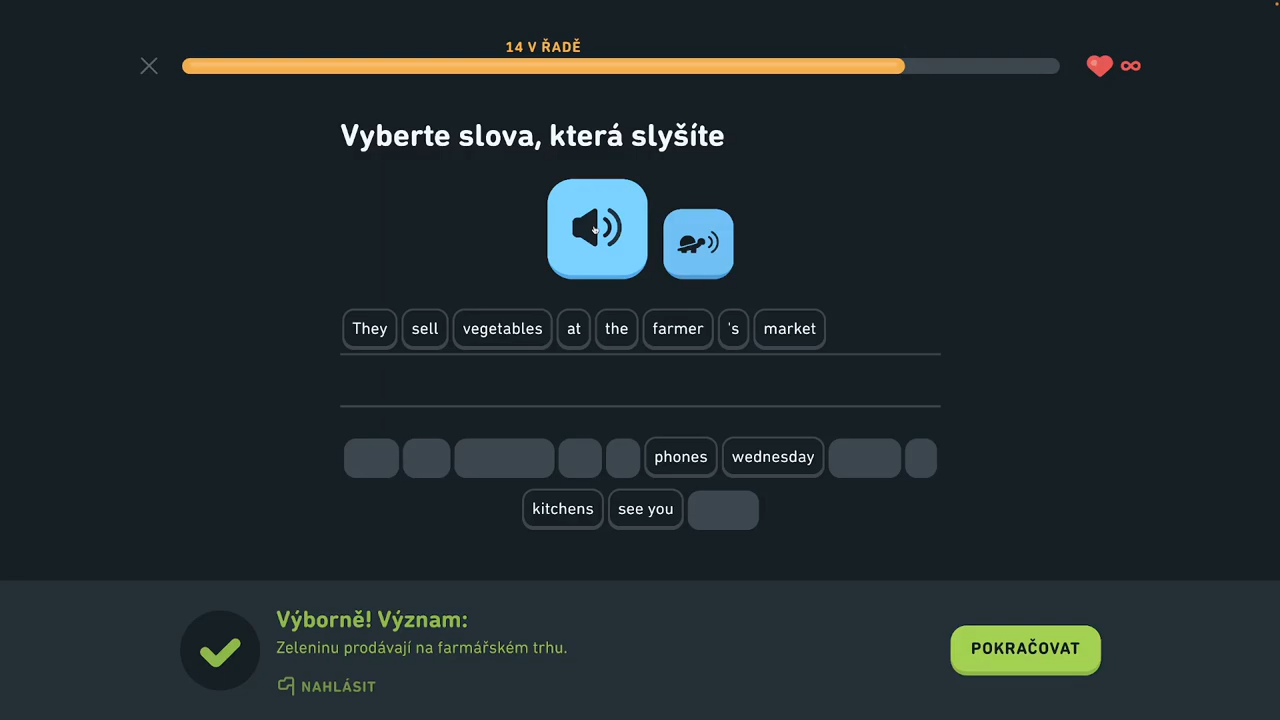 14 V ŘADĚ
Vyberte slova, která slyšíte
They sell vegetables at the farmer 's market
phones wednesday
kitchens see you
Výborně! Význam:
Zeleninu prodávají na farmářském trhu.
NAHLÁSIT
POKRAČOVAT